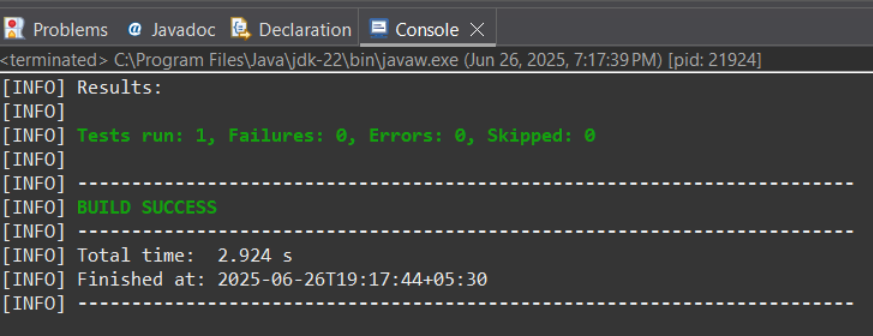 Problems @ Javadoc Declaration Console
<terminated> C:\Program Files\Java\jdk-22\bin\javaw.exe (Jun 26, 2025, 7:17:39 PM) [pid: 21924]
[INFO] Results:
[INFO]
[INFO] Tests run: 1, Failures: 0, Errors: 0, Skipped: 0
[INFO]
[INFO] ------------------------------------------------------------------------
[INFO] BUILD SUCCESS
[INFO] ------------------------------------------------------------------------
[INFO] Total time:  2.924 s
[INFO] Finished at: 2025-06-26T19:17:44+05:30
[INFO] ------------------------------------------------------------------------